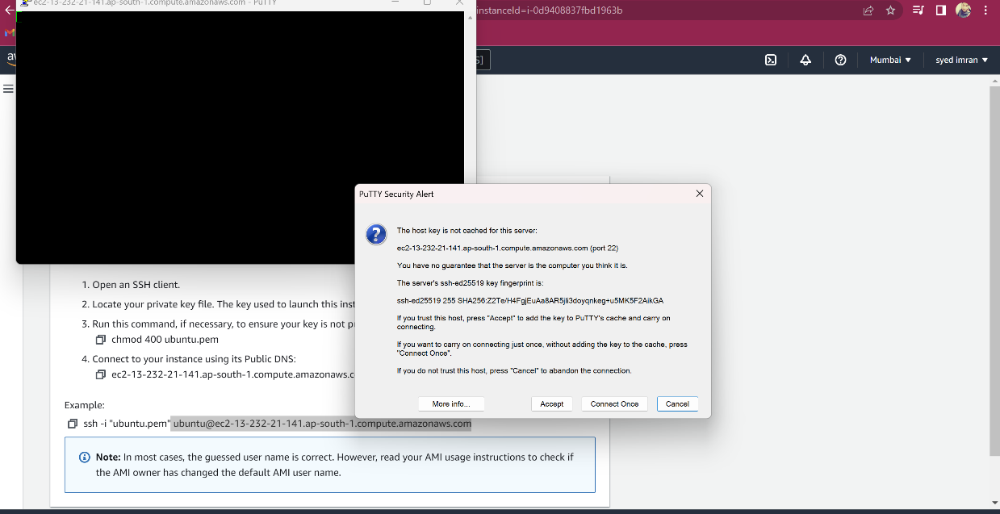 ec2-13-232-21-141.ap-south-1.compute.amazonaws.com - PuTTY
instanceId=i-0d9408837fbd1963b
S]
Mumbai ▼
syed imran ▼
PuTTY Security Alert
The host key is not cached for this server:
ec2-13-232-21-141.ap-south-1.compute.amazonaws.com (port 22)
You have no guarantee that the server is the computer you think it is.
The server's ssh-ed25519 key fingerprint is:
ssh-ed25519 255 SHA256:Z2Te/H4FgjEuAa8AR5jli3doyqnkeg+u5MK5F2AikGA
If you trust this host, press "Accept" to add the key to PuTTY's cache and carry on
connecting.
If you want to carry on connecting just once, without adding the key to the cache, press
"Connect Once".
If you do not trust this host, press "Cancel" to abandon the connection.
More info...
Accept
Connect Once
Cancel
1. Open an SSH client.
2. Locate your private key file. The key used to launch this inst
3. Run this command, if necessary, to ensure your key is not p
chmod 400 ubuntu.pem
4. Connect to your instance using its Public DNS:
ec2-13-232-21-141.ap-south-1.compute.amazonaws.c
Example:
ssh -i "ubuntu.pem" ubuntu@ec2-13-232-21-141.ap-south-1.compute.amazonaws.com
Note: In most cases, the guessed user name is correct. However, read your AMI usage instructions to check if
the AMI owner has changed the default AMI user name.